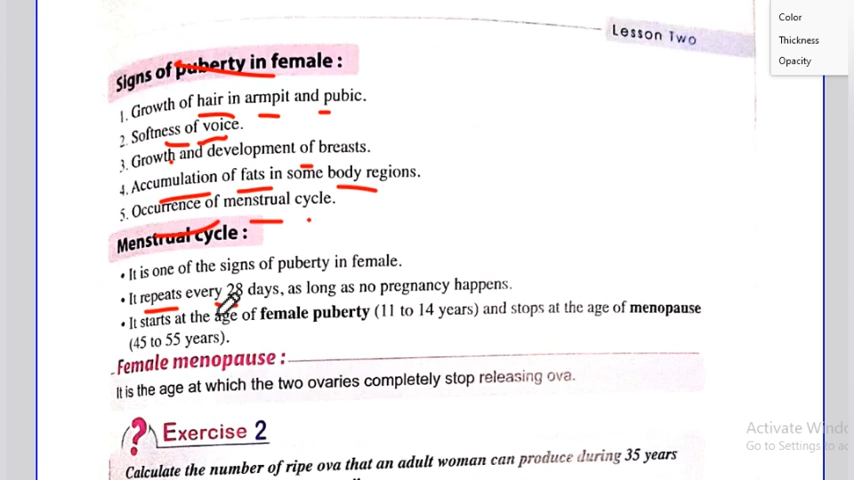 Color
Thickness
Opacity
Lesson Two
Signs of puberty in female :
1. Growth of hair in armpit and pubic.
2. Softness of voice.
3. Growth and development of breasts.
4. Accumulation of fats in some body regions.
5. Occurrence of menstrual cycle.
Menstrual cycle :
• It is one of the signs of puberty in female.
• It repeats every 28 days, as long as no pregnancy happens.
• It starts at the age of female puberty (11 to 14 years) and stops at the age of menopause
(45 to 55 years).
Female menopause :
It is the age at which the two ovaries completely stop releasing ova.
? Exercise 2
Calculate the number of ripe ova that an adult woman can produce during 35 years
Activate Windo
Go to Settings to ac